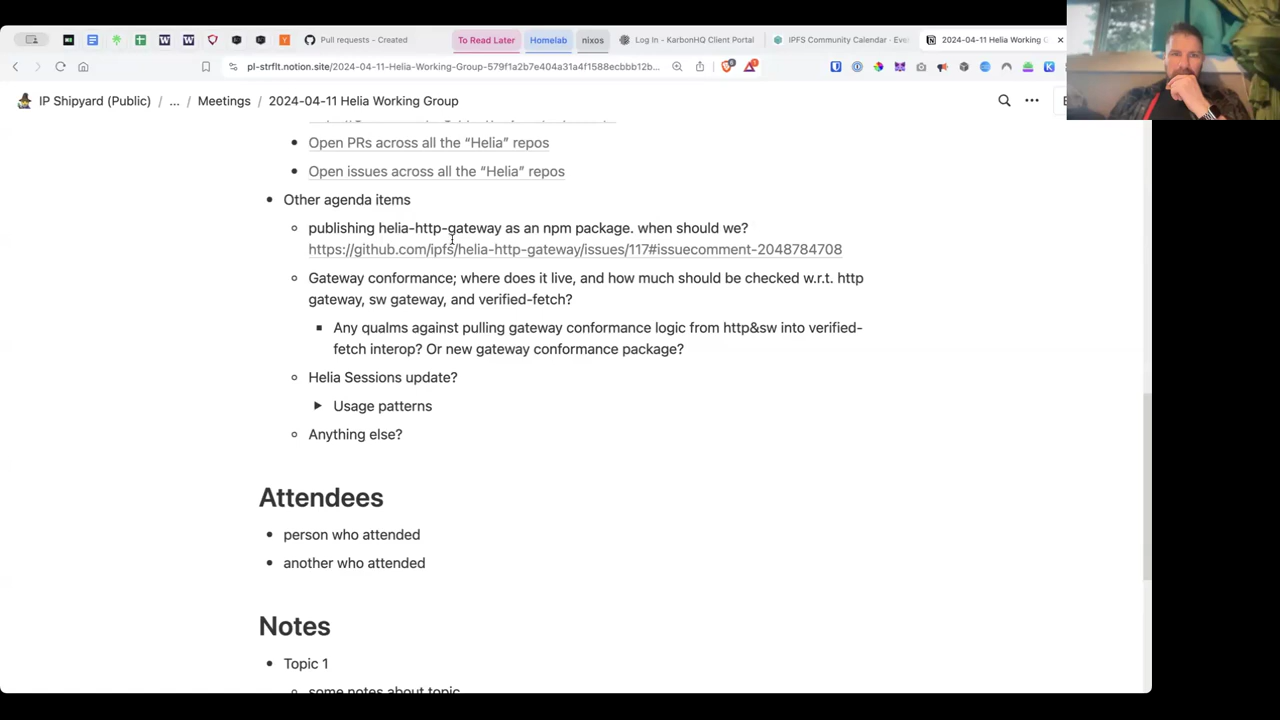 Pull requests - Created
To Read Later
Homelab
nixos
Log In - KarbonHQ Client Portal
IPFS Community Calendar · Eve
2024-04-11 Helia Working G
pl-strflt.notion.site/2024-04-11-Helia-Working-Group-579f1a2b7e404a31a4f1588ecbbb12b...
IP Shipyard (Public) / ... / Meetings / 2024-04-11 Helia Working Group
Open PRs across all the “Helia” repos
Open issues across all the “Helia” repos
Other agenda items
publishing helia-http-gateway as an npm package. when should we?
https://github.com/ipfs/helia-http-gateway/issues/117#issuecomment-2048784708
Gateway conformance; where does it live, and how much should be checked w.r.t. http
gateway, sw gateway, and verified-fetch?
Any qualms against pulling gateway conformance logic from http&sw into verified-
fetch interop? Or new gateway conformance package?
Helia Sessions update?
Usage patterns
Anything else?
Attendees
person who attended
another who attended
Notes
Topic 1
some notes about topic